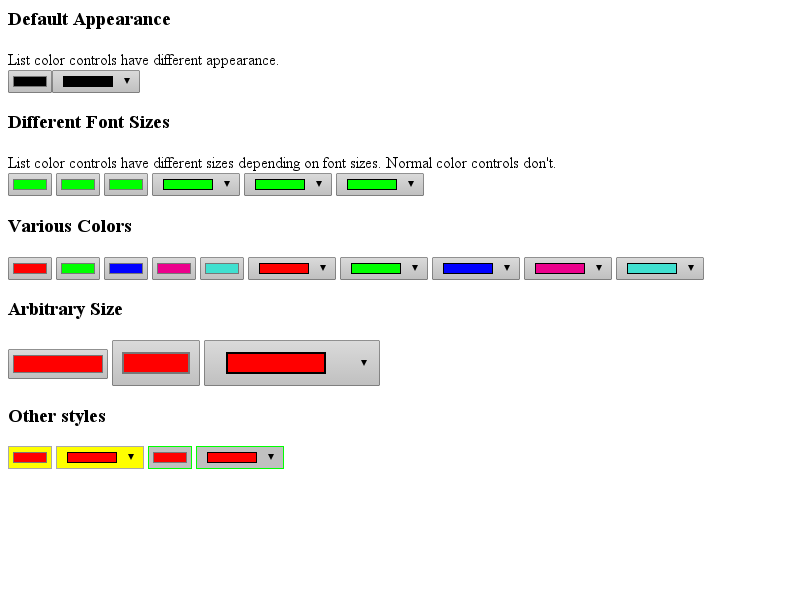 Default Appearance
List color controls have different appearance.
Different Font Sizes
List color controls have different sizes depending on font sizes. Normal color controls don't.
Various Colors
Arbitrary Size
Other styles